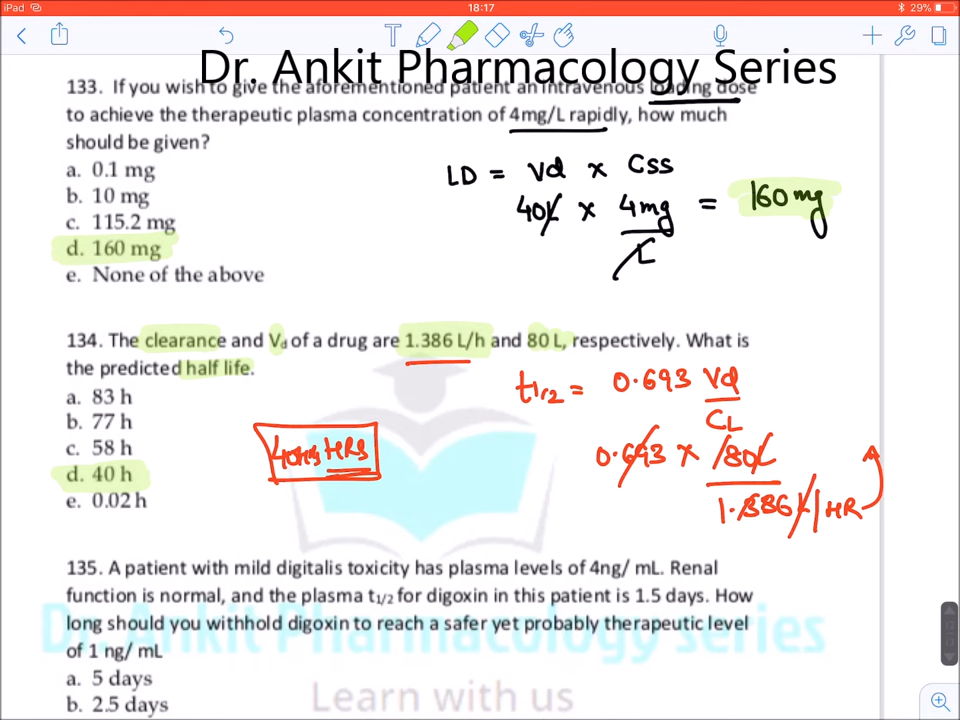 iPad
18:17
29%
Dr. Ankit Pharmacology Series
133. If you wish to give the aforementioned patient an intravenous loading dose
to achieve the therapeutic plasma concentration of 4mg/L rapidly, how much
should be given?
a. 0.1 mg
b. 10 mg
c. 115.2 mg
d. 160 mg
e. None of the above
LD = Vd x Css
40L x 4mg = 160mg
L
134. The clearance and Vd of a drug are 1.386 L/h and 80 L, respectively. What is
the predicted half life.
a. 83 h
b. 77 h
c. 58 h
d. 40 h
e. 0.02 h
t1/2 = 0.693 Vd
CL
0.693 x 80L
1.386L/HR
HRS
135. A patient with mild digitalis toxicity has plasma levels of 4ng/ mL. Renal
function is normal, and the plasma t1/2 for digoxin in this patient is 1.5 days. How
long should you withhold digoxin to reach a safer yet probably therapeutic level
of 1 ng/ mL
a. 5 days
b. 2.5 days
Dr. Ankit Pharmacology series
Learn with us